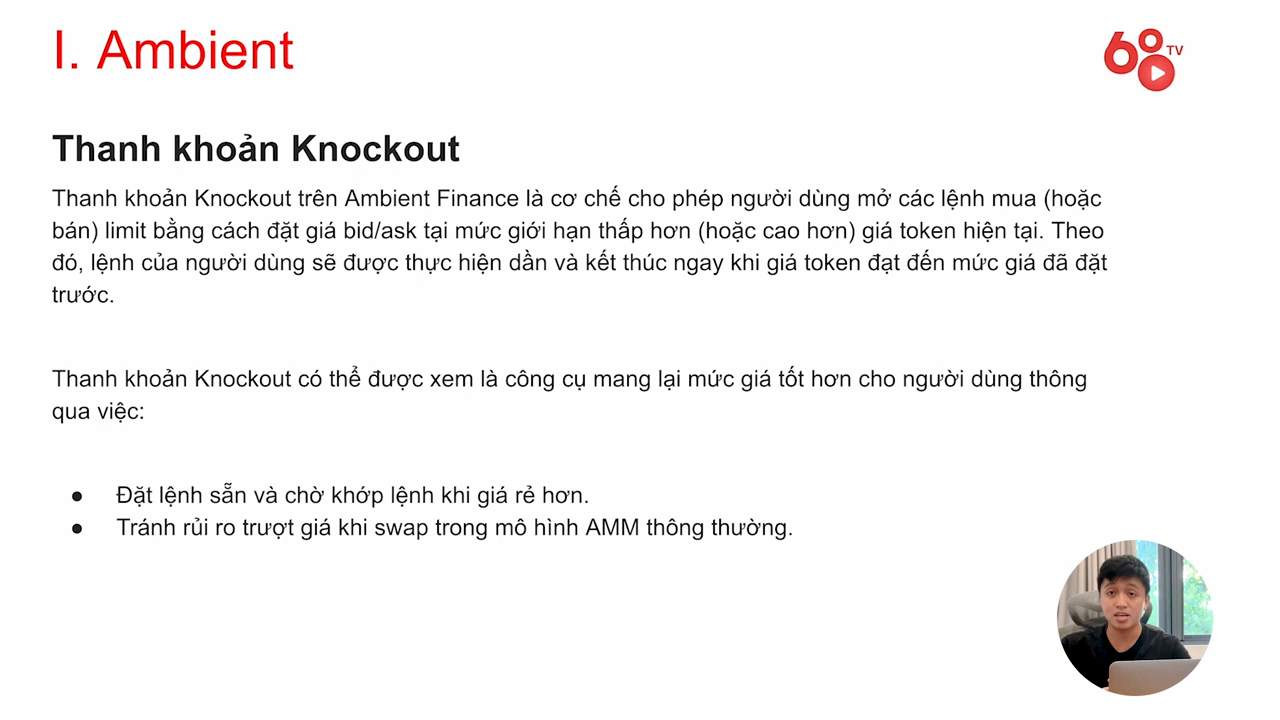 I. Ambient
68 TV
Thanh khoản Knockout
Thanh khoản Knockout trên Ambient Finance là cơ chế cho phép người dùng mở các lệnh mua (hoặc
bán) limit bằng cách đặt giá bid/ask tại mức giới hạn thấp hơn (hoặc cao hơn) giá token hiện tại. Theo
đó, lệnh của người dùng sẽ được thực hiện dần và kết thúc ngay khi giá token đạt đến mức giá đã đặt
trước.
Thanh khoản Knockout có thể được xem là công cụ mang lại mức giá tốt hơn cho người dùng thông
qua việc:
● Đặt lệnh sẵn và chờ khớp lệnh khi giá rẻ hơn.
● Tránh rủi ro trượt giá khi swap trong mô hình AMM thông thường.